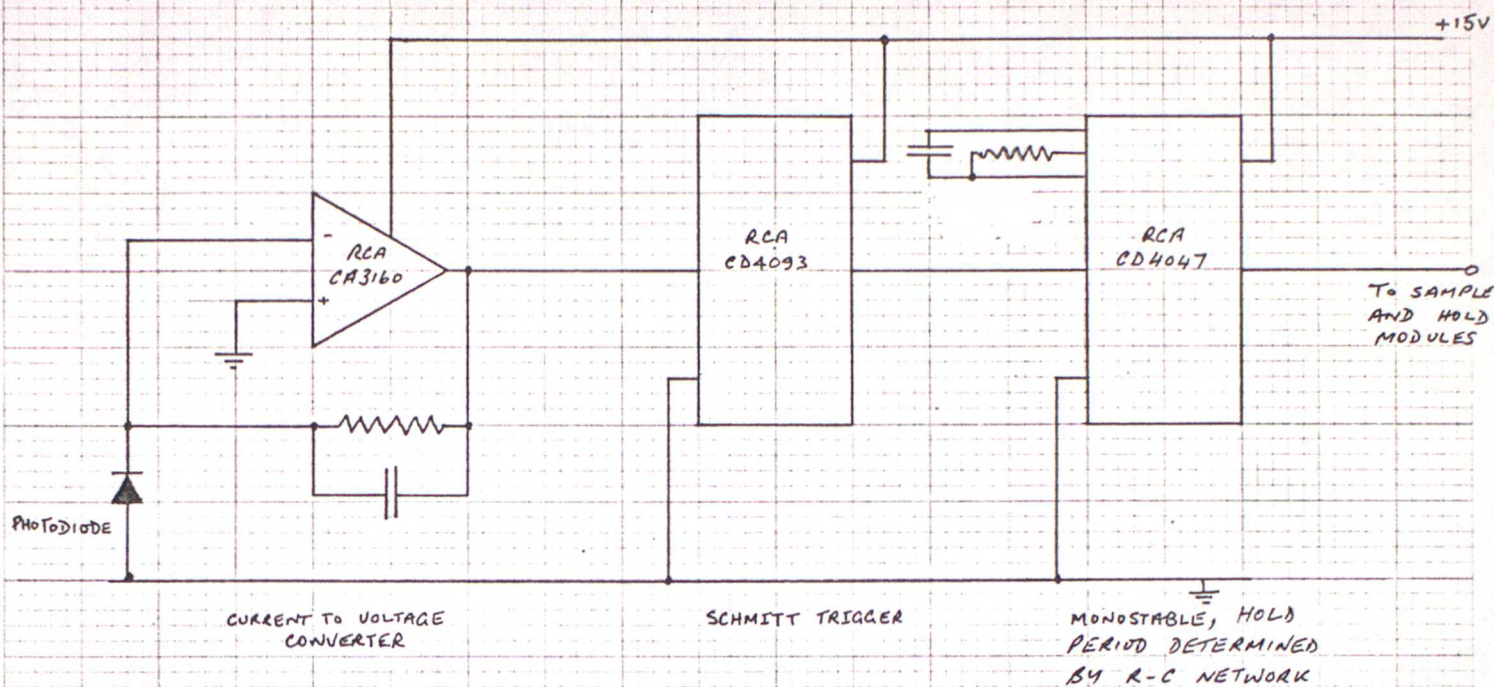 +15V
-
RCA
CA3160
+
RCA
CD4093
RCA
CD4047
TO SAMPLE
AND HOLD
MODULES
PHOTODIODE
CURRENT TO VOLTAGE
CONVERTER
SCHMITT TRIGGER
MONOSTABLE, HOLD
PERIOD DETERMINED
BY R-C NETWORK